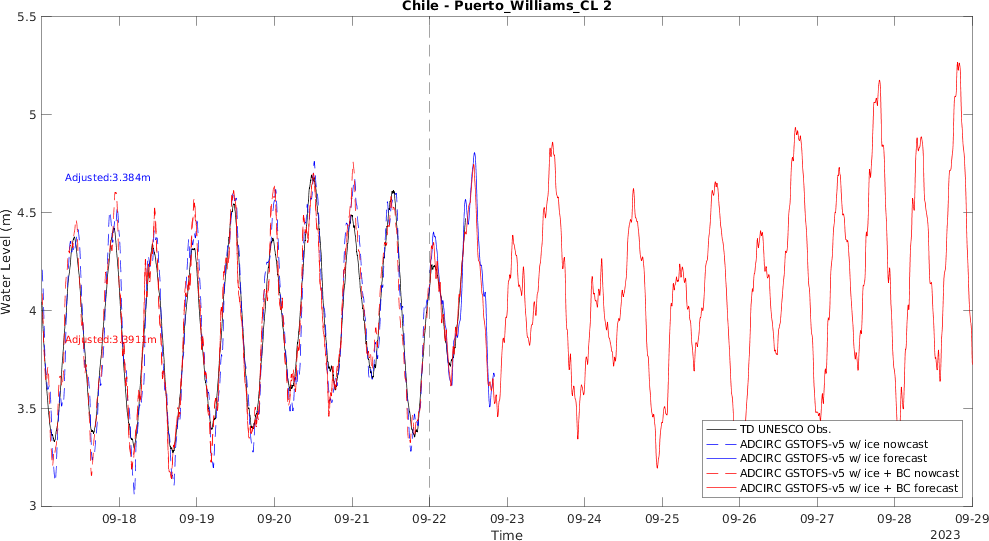 Chile - Puerto_Williams_CL 2
5.5
5
4.5
4
3.5
3
Water Level (m)
Adjusted:3.384m
Adjusted:3.3911m
TD UNESCO Obs.
ADCIRC GSTOFS-v5 w/ ice nowcast
ADCIRC GSTOFS-v5 w/ ice forecast
ADCIRC GSTOFS-v5 w/ ice + BC nowcast
ADCIRC GSTOFS-v5 w/ ice + BC forecast
09-18 09-19 09-20 09-21 09-22 09-23 09-24 09-25 09-26 09-27 09-28 09-29
Time
2023